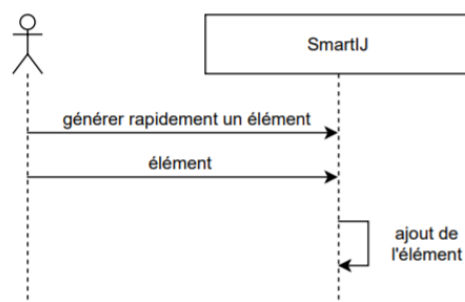 SmartIJ
générer rapidement un élément
élément
ajout de
l'élément